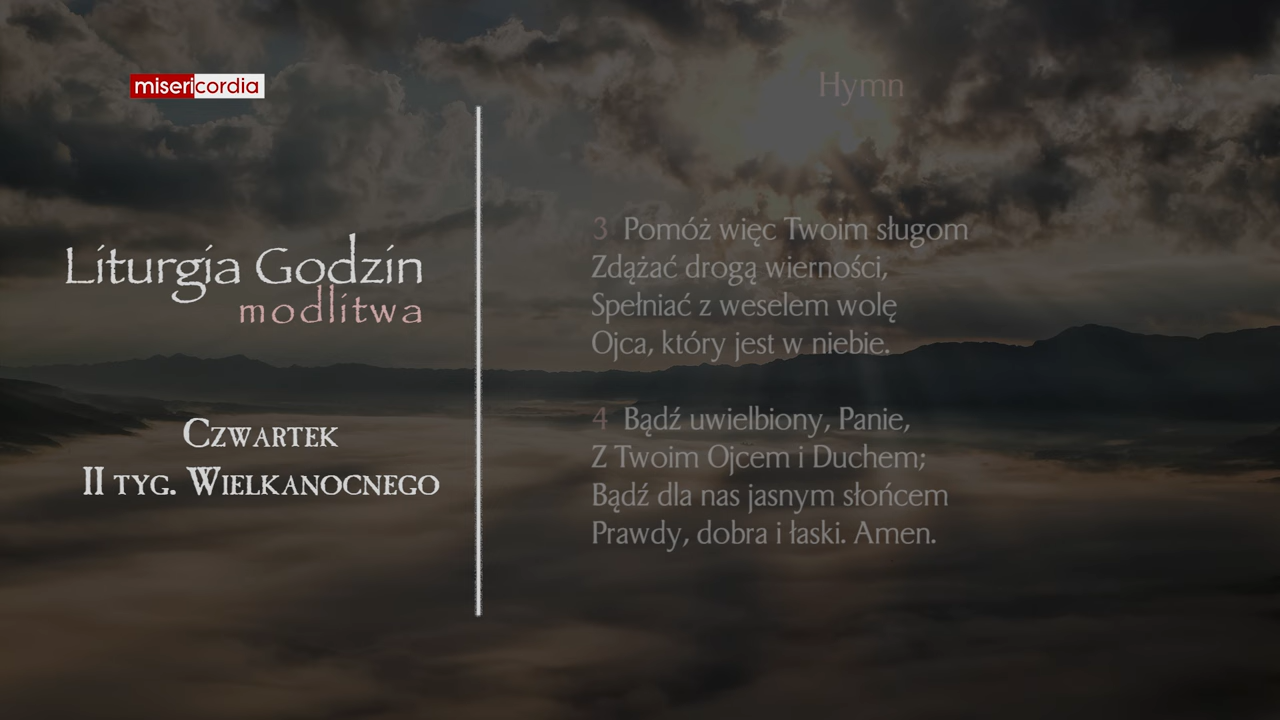 misericordia
Liturgia Godzin
modlitwa
Czwartek
II tyg. Wielkanocnego
Hymn
3 Pomóż więc Twoim sługom
Zdążać drogą wierności,
Spełniać z weselem wolę
Ojca, który jest w niebie.
4 Bądź uwielbiony, Panie,
Z Twoim Ojcem i Duchem;
Bądź dla nas jasnym słońcem
Prawdy, dobra i łaski. Amen.